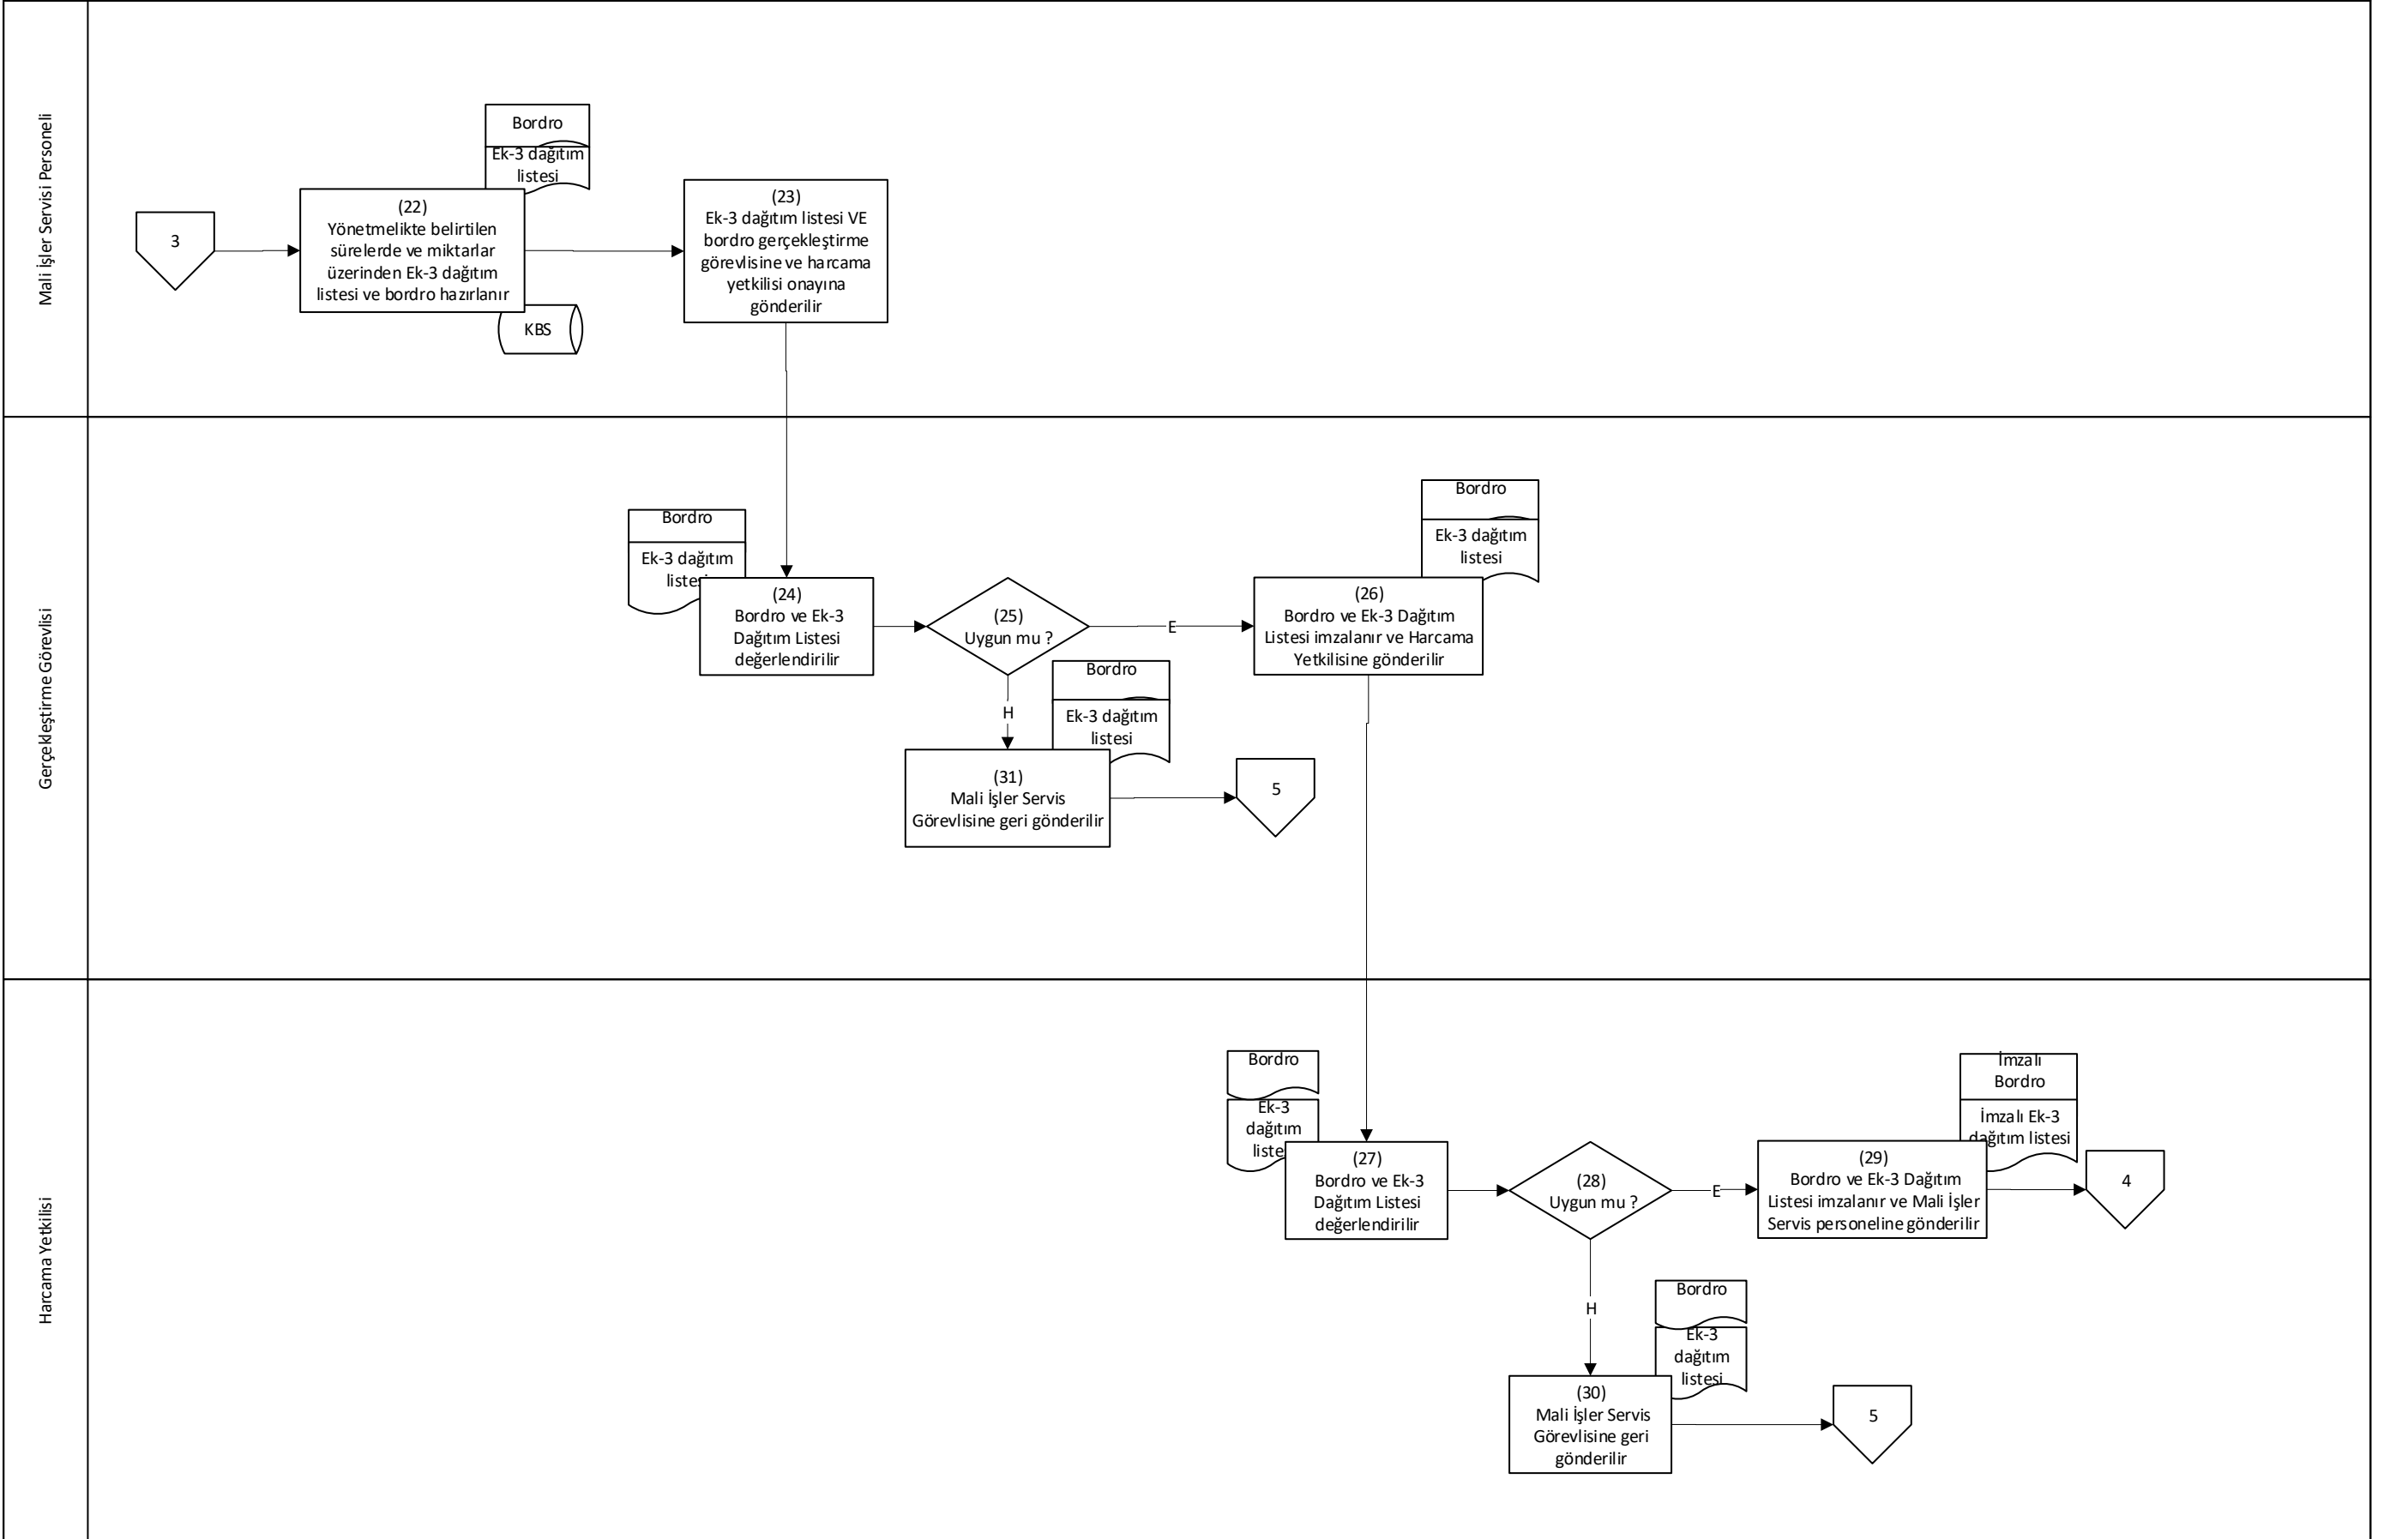 Mali İşler Servisi Personeli
3
Bordro
Ek-3 dağıtım
listesi
(22)
Yönetmelikte belirtilen
sürelerde ve miktarlar
üzerinden Ek-3 dağıtım
listesi ve bordro hazırlanır
KBS
(23)
Ek-3 dağıtım listesi VE
bordro gerçekleştirme
görevlisine ve harcama
yetkilisi onayına
gönderilir
Gerçekleştirme Görevlisi
Bordro
Ek-3 dağıtım
listesi
(24)
Bordro ve Ek-3
Dağıtım Listesi
değerlendirilir
(25)
Uygun mu ?
E
H
Bordro
Ek-3 dağıtım
listesi
(26)
Bordro ve Ek-3 Dağıtım
Listesi imzalanır ve Harcama
Yetkilisine gönderilir
Bordro
Ek-3 dağıtım
listesi
(31)
Mali İşler Servis
Görevlisine geri gönderilir
5
Harcama Yetkilisi
Bordro
Ek-3
dağıtım
liste
(27)
Bordro ve Ek-3
Dağıtım Listesi
değerlendirilir
(28)
Uygun mu ?
E
H
İmzalı
Bordro
İmzalı Ek-3
dağıtım listesi
(29)
Bordro ve Ek-3 Dağıtım
Listesi imzalanır ve Mali İşler
Servis personeline gönderilir
4
Bordro
Ek-3
dağıtım
listesi
(30)
Mali İşler Servis
Görevlisine geri
gönderilir
5